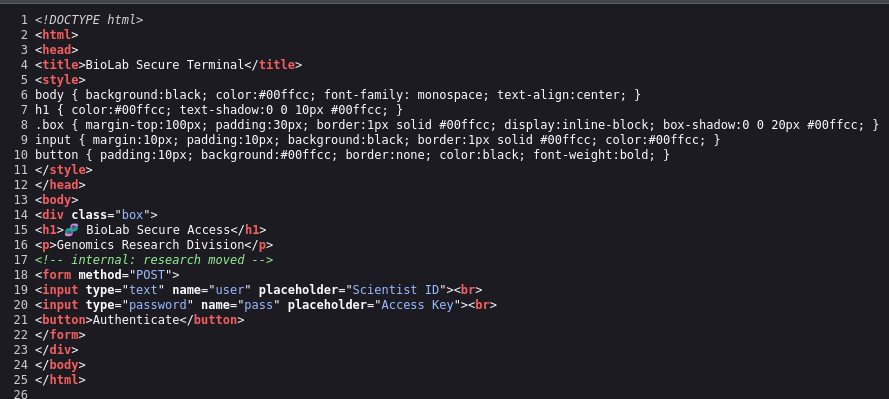 1 <!DOCTYPE html>
2 <html>
3 <head>
4 <title>BioLab Secure Terminal</title>
5 <style>
6 body { background:black; color:#00ffcc; font-family: monospace; text-align:center; }
7 h1 { color:#00ffcc; text-shadow:0 0 10px #00ffcc; }
8 .box { margin-top:100px; padding:30px; border:1px solid #00ffcc; display:inline-block; box-shadow:0 0 20px #00ffcc; }
9 input { margin:10px; padding:10px; background:black; border:1px solid #00ffcc; color:#00ffcc; }
10 button { padding:10px; background:#00ffcc; border:none; color:black; font-weight:bold; }
11 </style>
12 </head>
13 <body>
14 <div class="box">
15 <h1>🧬 BioLab Secure Access</h1>
16 <p>Genomics Research Division</p>
17 <!-- internal: research moved -->
18 <form method="POST">
19 <input type="text" name="user" placeholder="Scientist ID"><br>
20 <input type="password" name="pass" placeholder="Access Key"><br>
21 <button>Authenticate</button>
22 </form>
23 </div>
24 </body>
25 </html>
26